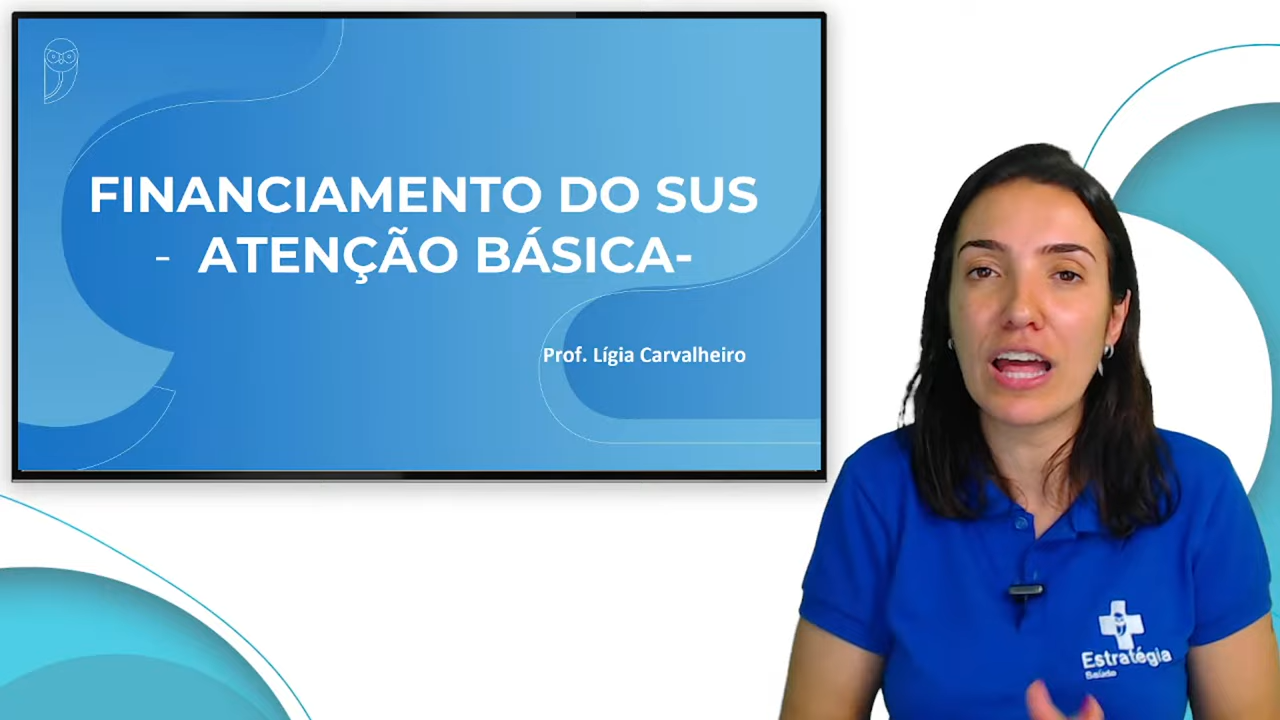 FINANCIAMENTO DO SUS
- ATENÇÃO BÁSICA-
Prof. Lígia Carvalheiro
Estratégia
Saúde